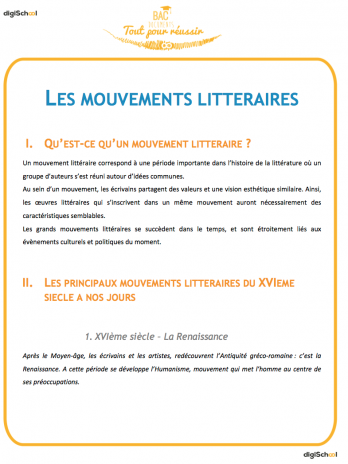 digiSchool
BAC
Tout pour réussir
LES MOUVEMENTS LITTERAIRES
I. QU'EST-CE QU'UN MOUVEMENT LITTERAIRE ?
Un mouvement littéraire correspond à une période importante dans l'histoire de la littérature où un
groupe d'auteurs s'est réuni autour d'idées communes.
Au sein d'un mouvement, les écrivains partagent des valeurs et une vision esthétique similaire. Ainsi,
les œuvres littéraires qui s'inscrivent dans un même mouvement auront nécessairement des
caractéristiques semblables.
Les grands mouvements littéraires se succèdent dans le temps, et sont étroitement liés aux
évènements culturels et politiques du moment.
II. LES PRINCIPAUX MOUVEMENTS LITTERAIRES DU XVIEME
SIECLE A NOS JOURS
1. XVIème siècle - La Renaissance
Après le Moyen-âge, les écrivains et les artistes, redécouvrent l'Antiquité gréco-romaine : c'est la
Renaissance. A cette période se développe l'Humanisme, mouvement qui met l'homme au centre de
ses préoccupations.
digiSchool